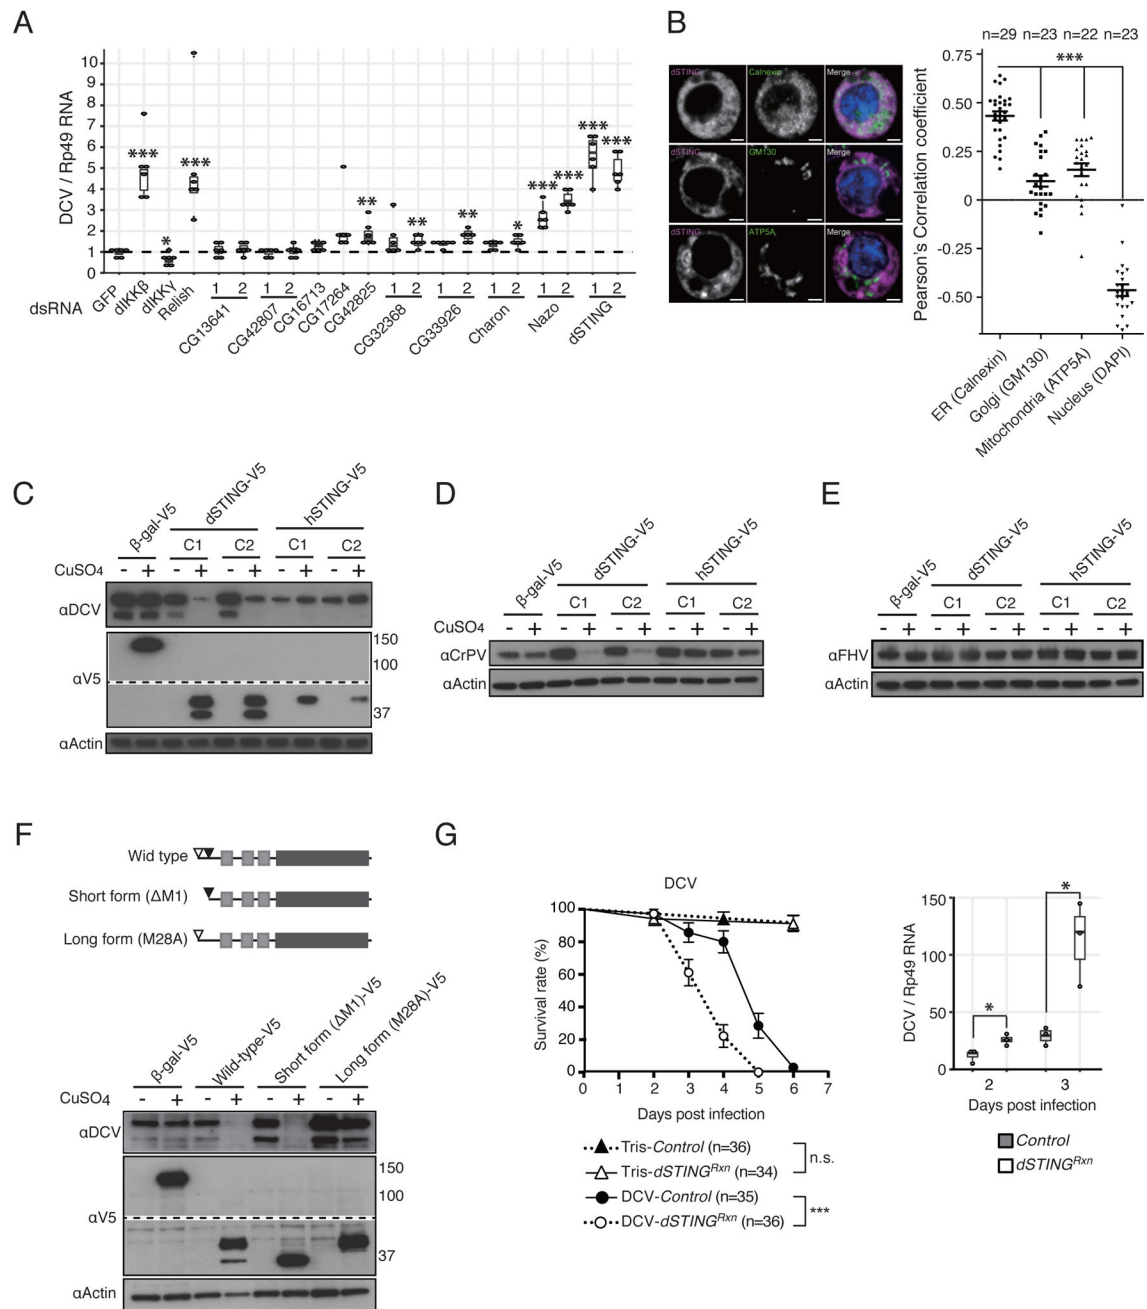 A
DCV / Rp49 RNA
10
9
8
7
6
5
4
3
2
1
0
***
*
***
**
**
**
*
***
***
***
***
dsRNA
GFP
dIKKβ
dIKKγ
Relish
1 2
CG13641
1 2
CG42807
CG16713
CG17264
CG42825
1 2
CG32368
1 2
CG33926
1 2
Charon
1 2
Nazo
1 2
dSTING
B
dSTING
Calnexin
Merge
dSTING
GM130
Merge
dSTING
ATP5A
Merge
n=29 n=23 n=22 n=23
***
Pearson's Correlation coefficient
0.75
0.50
0.25
0
-0.25
-0.50
ER (Calnexin)
Golgi (GM130)
Mitochondria (ATP5A)
Nucleus (DAPI)
C
β-gal-V5
dSTING-V5
hSTING-V5
C1 C2 C1 C2
CuSO4 - + - + - + - + - +
αDCV
αV5
150
100
37
αActin
D
β-gal-V5
dSTING-V5
hSTING-V5
C1 C2 C1 C2
CuSO4 - + - + - + - + - +
αCrPV
αActin
E
β-gal-V5
dSTING-V5
hSTING-V5
C1 C2 C1 C2
- + - + - + - + - +
αFHV
αActin
F
Wid type
Short form (ΔM1)
Long form (M28A)
β-gal-V5
Wild-type-V5
Short form (ΔM1)-V5
Long form (M28A)-V5
CuSO4 - + - + - + - +
αDCV
αV5
150
100
37
αActin
G
DCV
Survival rate (%)
100
80
60
40
20
0
0 1 2 3 4 5 6 7
Days post infection
Tris-Control (n=36)
Tris-dSTINGRxn (n=34)
n.s.
DCV-Control (n=35)
DCV-dSTINGRxn (n=36)
***
DCV / Rp49 RNA
150
100
50
0
*
*
2 3
Days post infection
Control
dSTINGRxn